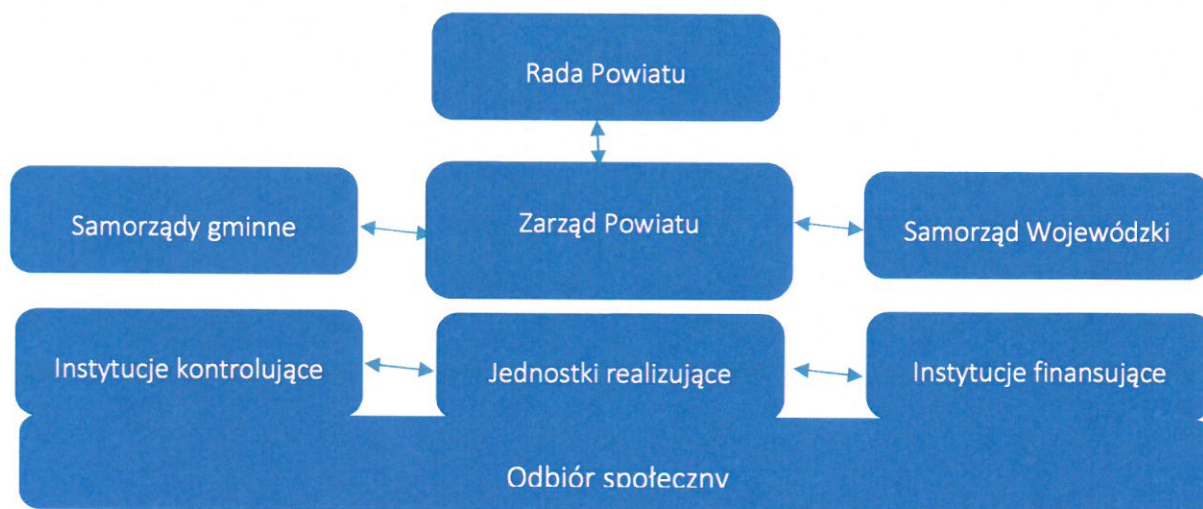 Rada Powiatu
Samorządy gminne
Zarząd Powiatu
Samorząd Wojewódzki
Instytucje kontrolujące
Jednostki realizujące
Instytucje finansujące
Odbiór społeczny